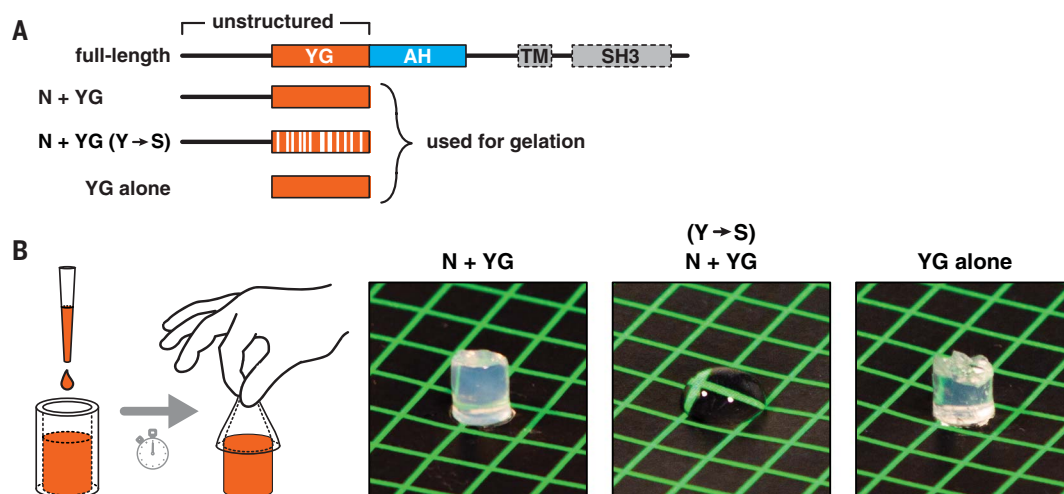 A
unstructured
full-length
YG
AH
TM
SH3
N + YG
N + YG (Y→S)
used for gelation
YG alone
B
N + YG
(Y→S)
N + YG
YG alone